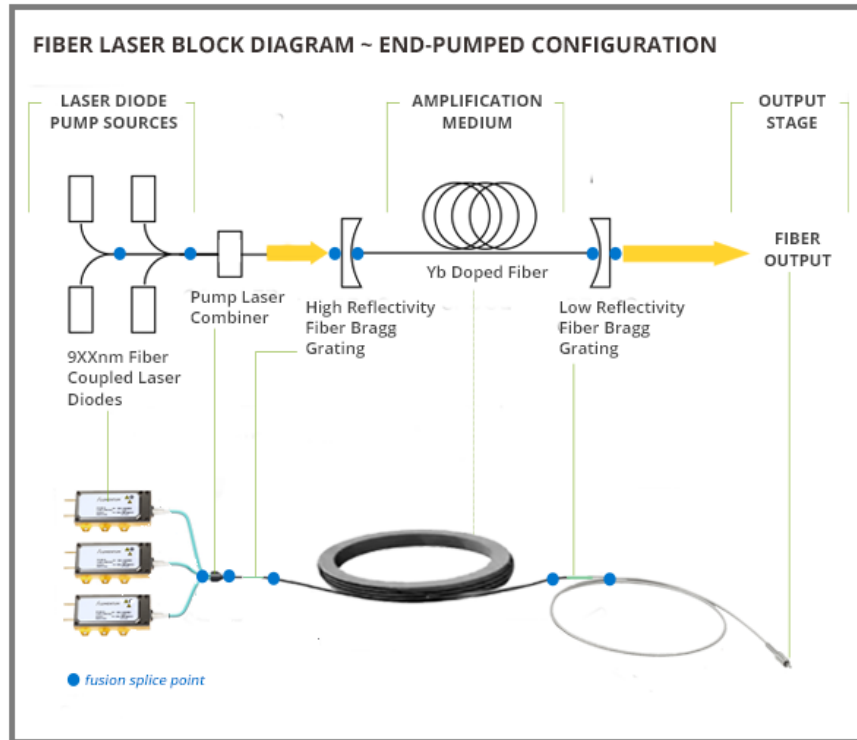 FIBER LASER BLOCK DIAGRAM ~ END-PUMPED CONFIGURATION
LASER DIODE
PUMP SOURCES
AMPLIFICATION
MEDIUM
OUTPUT
STAGE
FIBER
OUTPUT
Yb Doped Fiber
Pump Laser
Combiner
High Reflectivity
Fiber Bragg
Grating
Low Reflectivity
Fiber Bragg
Grating
9XXnm Fiber
Coupled Laser
Diodes
fusion splice point